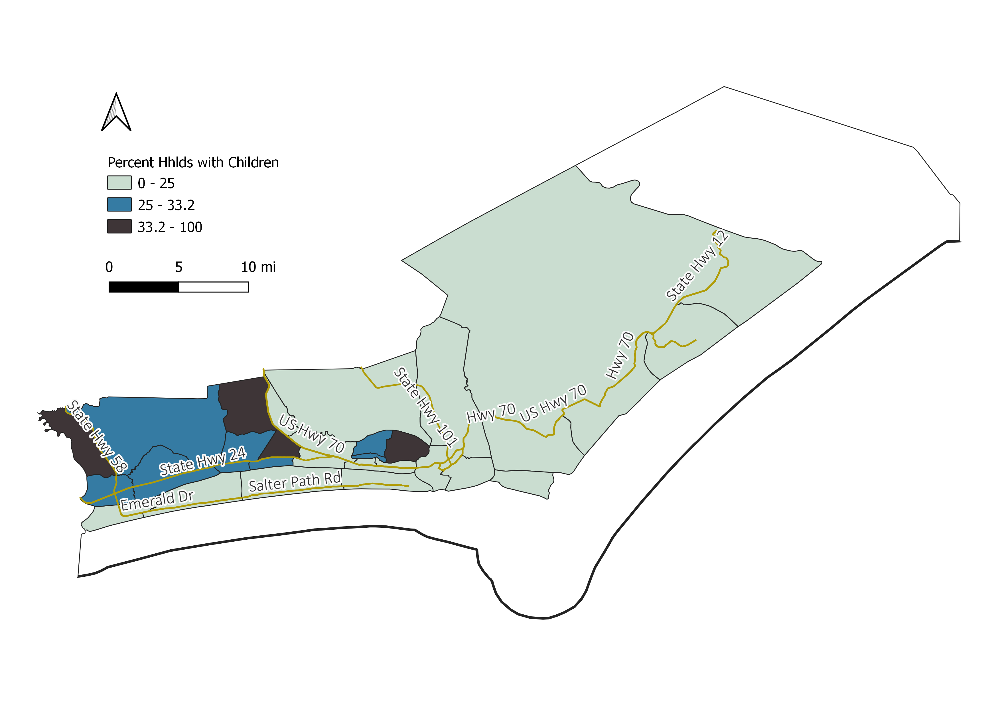 Percent Hhlds with Children
0 - 25
25 - 33.2
33.2 - 100
0 5 10 mi
State Hwy 12
Hwy 70
US Hwy 70
Hwy 70
State Hwy 101
US Hwy 70
State Hwy 58
State Hwy 24
Salter Path Rd
Emerald Dr